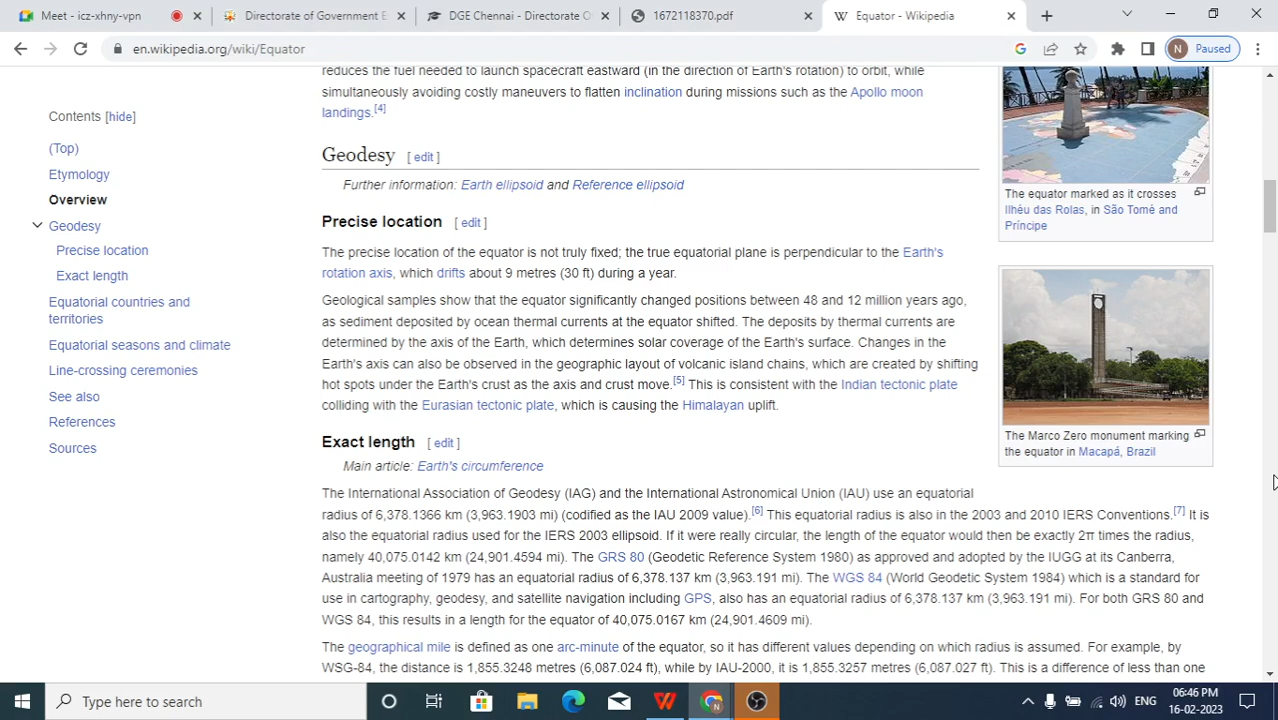 Meet - icz-xhny-vpn
Directorate of Government E
DGE Chennai - Directorate O
1672118370.pdf
Equator - Wikipedia
en.wikipedia.org/wiki/Equator
N Paused
Contents [hide]
(Top)
Etymology
Overview
Geodesy
Precise location
Exact length
Equatorial countries and
territories
Equatorial seasons and climate
Line-crossing ceremonies
See also
References
Sources
reduces the fuel needed to launch spacecraft eastward (in the direction of Earth's rotation) to orbit, while
simultaneously avoiding costly maneuvers to flatten inclination during missions such as the Apollo moon
landings.[4]
Geodesy [ edit ]
Further information: Earth ellipsoid and Reference ellipsoid
Precise location [ edit ]
The precise location of the equator is not truly fixed; the true equatorial plane is perpendicular to the Earth's
rotation axis, which drifts about 9 metres (30 ft) during a year.
Geological samples show that the equator significantly changed positions between 48 and 12 million years ago,
as sediment deposited by ocean thermal currents at the equator shifted. The deposits by thermal currents are
determined by the axis of the Earth, which determines solar coverage of the Earth's surface. Changes in the
Earth's axis can also be observed in the geographic layout of volcanic island chains, which are created by shifting
hot spots under the Earth's crust as the axis and crust move.[5] This is consistent with the Indian tectonic plate
colliding with the Eurasian tectonic plate, which is causing the Himalayan uplift.
Exact length [ edit ]
Main article: Earth's circumference
The International Association of Geodesy (IAG) and the International Astronomical Union (IAU) use an equatorial
radius of 6,378.1366 km (3,963.1903 mi) (codified as the IAU 2009 value).[6] This equatorial radius is also in the 2003 and 2010 IERS Conventions.[7] It is
also the equatorial radius used for the IERS 2003 ellipsoid. If it were really circular, the length of the equator would then be exactly 2π times the radius,
namely 40,075.0142 km (24,901.4594 mi). The GRS 80 (Geodetic Reference System 1980) as approved and adopted by the IUGG at its Canberra,
Australia meeting of 1979 has an equatorial radius of 6,378.137 km (3,963.191 mi). The WGS 84 (World Geodetic System 1984) which is a standard for
use in cartography, geodesy, and satellite navigation including GPS, also has an equatorial radius of 6,378.137 km (3,963.191 mi). For both GRS 80 and
WGS 84, this results in a length for the equator of 40,075.0167 km (24,901.4609 mi).
The geographical mile is defined as one arc-minute of the equator, so it has different values depending on which radius is assumed. For example, by
WSG-84, the distance is 1,855.3248 metres (6,087.024 ft), while by IAU-2000, it is 1,855.3257 metres (6,087.027 ft). This is a difference of less than one
The equator marked as it crosses
Ilhéu das Rolas, in São Tomé and
Príncipe
The Marco Zero monument marking
the equator in Macapá, Brazil
Type here to search
ENG
06:46 PM
16-02-2023